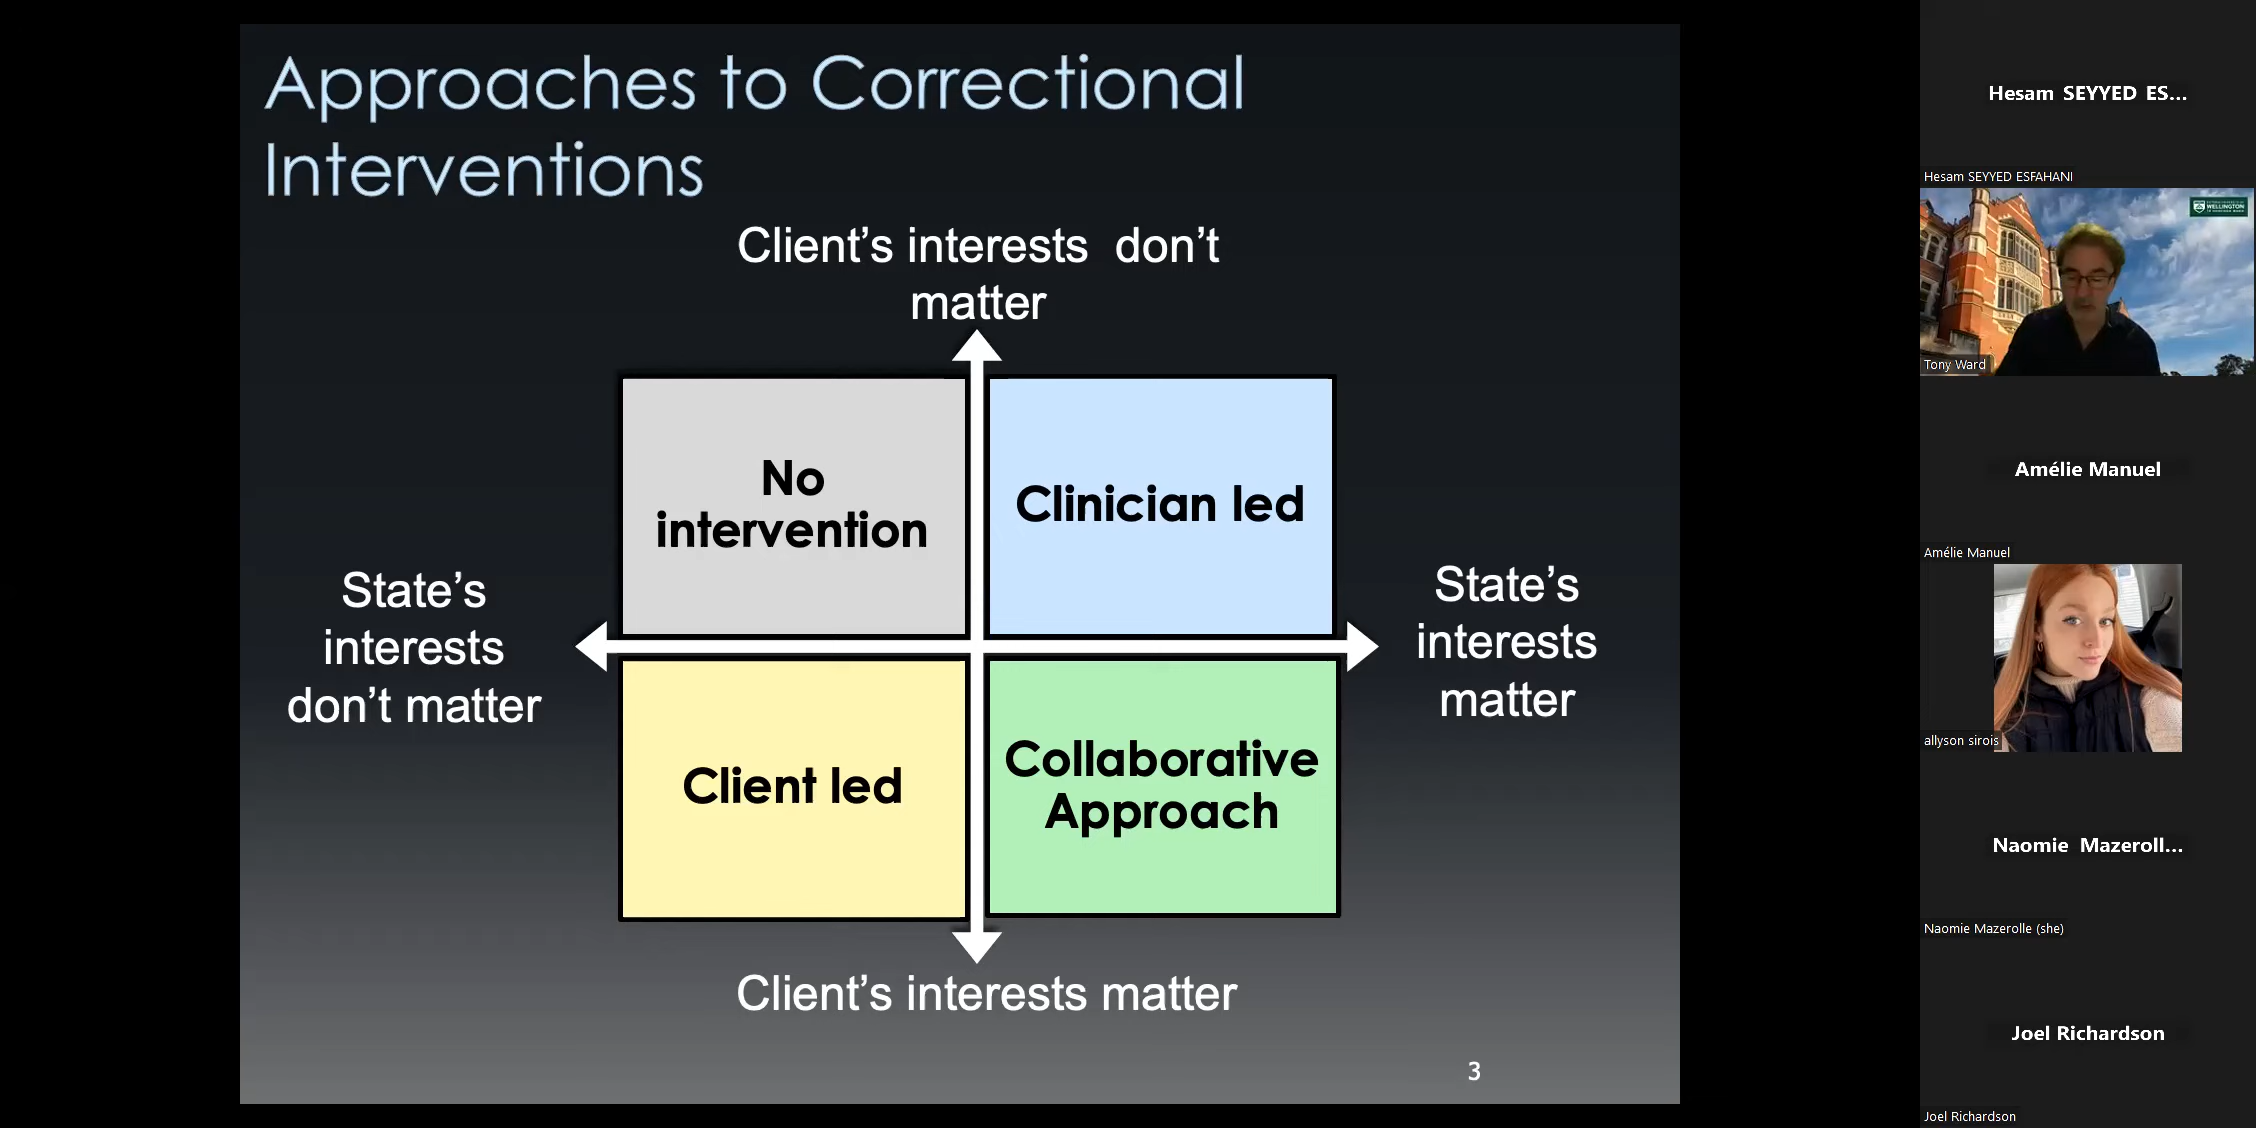 Approaches to Correctional
Interventions
Client’s interests don’t
matter
No
intervention
Clinician led
State’s
interests
don’t matter
State’s
interests
matter
Client led
Collaborative
Approach
Client’s interests matter
3
Hesam SEYYED ES...
Hesam SEYYED ESFAHANI
WELLINGTON
Tony Ward
Amélie Manuel
Amélie Manuel
allyson sirois
Naomie Mazeroll...
Naomie Mazerolle (she)
Joel Richardson
Joel Richardson